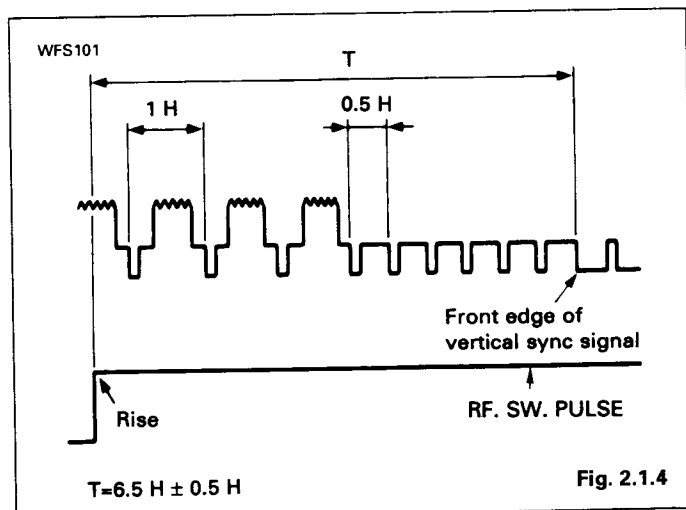 WFS101
T
1 H
0.5 H
Front edge of
vertical sync signal
Rise
RF. SW. PULSE
T=6.5 H ± 0.5 H
Fig. 2.1.4